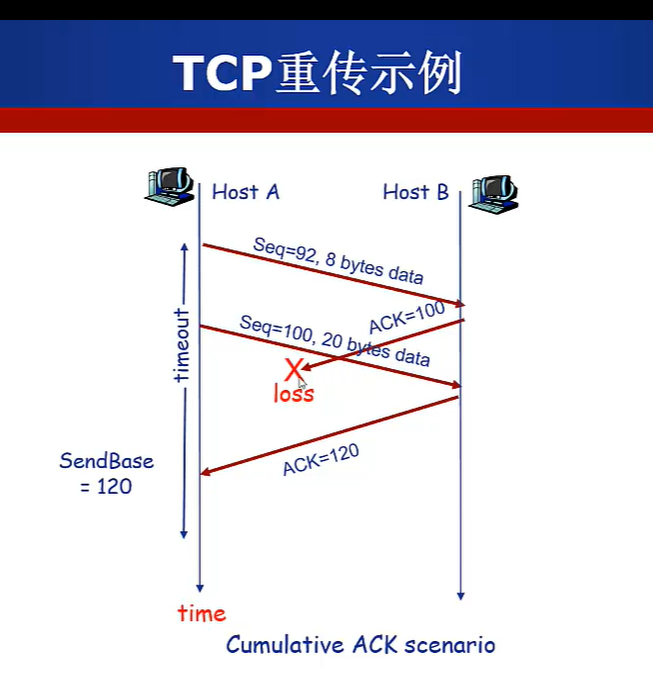 TCP重传示例
Host A
Host B
Seq=92, 8 bytes data
ACK=100
timeout
Seq=100, 20 bytes data
X
loss
ACK=120
SendBase
= 120
time
Cumulative ACK scenario